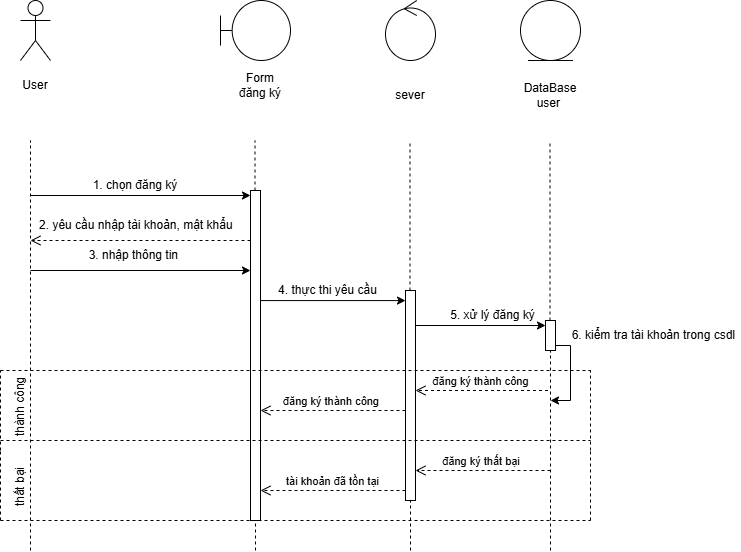 User
Form
đăng ký
sever
DataBase
user
1. chọn đăng ký
2. yêu cầu nhập tài khoản, mật khẩu
3. nhập thông tin
4. thực thi yêu cầu
5. xử lý đăng ký
6. kiểm tra tài khoản trong csdl
thành công
đăng ký thành công
đăng ký thành công
thất bại
đăng ký thất bại
tài khoản đã tồn tại